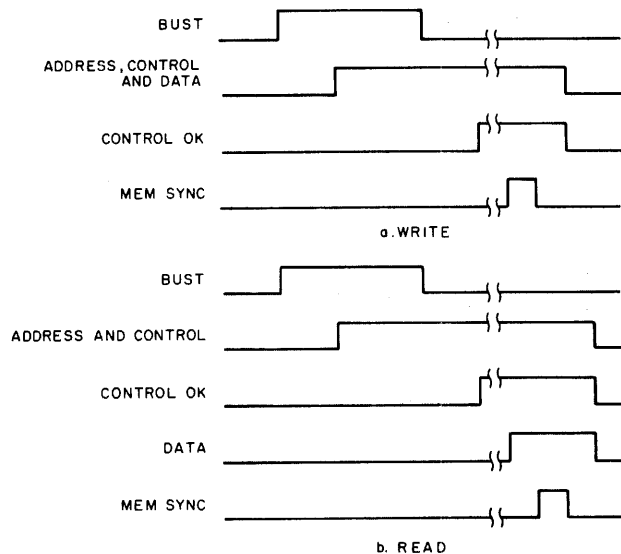 BUST
ADDRESS, CONTROL
AND DATA
CONTROL OK
MEM SYNC
a. WRITE
BUST
ADDRESS AND CONTROL
CONTROL OK
DATA
MEM SYNC
b. READ